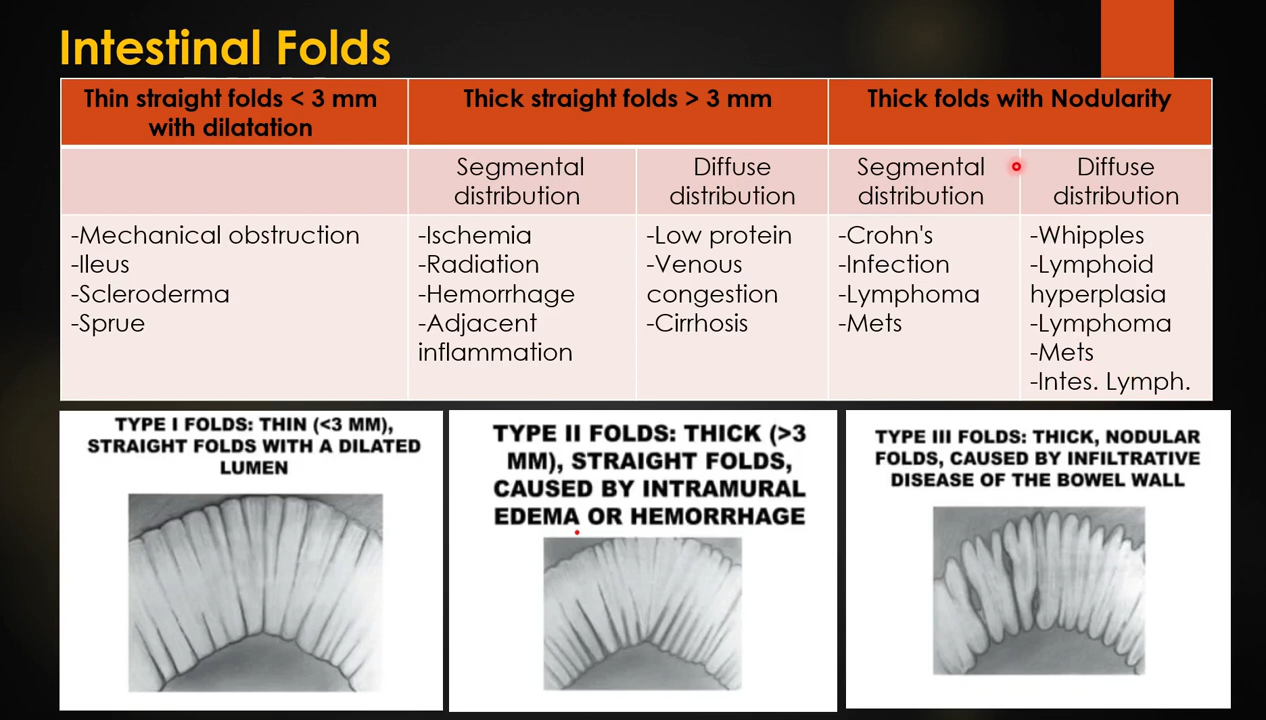 Intestinal Folds
Thin straight folds < 3 mm
with dilatation
Thick straight folds > 3 mm
Thick folds with Nodularity
Segmental
distribution
Diffuse
distribution
Segmental
distribution
Diffuse
distribution
-Mechanical obstruction
-Ileus
-Scleroderma
-Sprue
-Ischemia
-Radiation
-Hemorrhage
-Adjacent
inflammation
-Low protein
-Venous
congestion
-Cirrhosis
-Crohn's
-Infection
-Lymphoma
-Mets
-Whipples
-Lymphoid
hyperplasia
-Lymphoma
-Mets
-Intes. Lymph.
TYPE I FOLDS: THIN (<3 MM),
STRAIGHT FOLDS WITH A DILATED
LUMEN
TYPE II FOLDS: THICK (>3
MM), STRAIGHT FOLDS,
CAUSED BY INTRAMURAL
EDEMA OR HEMORRHAGE
TYPE III FOLDS: THICK, NODULAR
FOLDS, CAUSED BY INFILTRATIVE
DISEASE OF THE BOWEL WALL